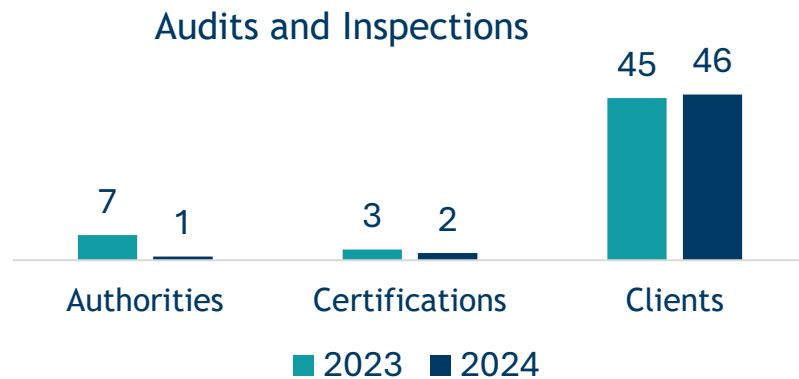 Audits and Inspections
45 46
7 1 3 2
Authorities Certifications Clients
2023 2024